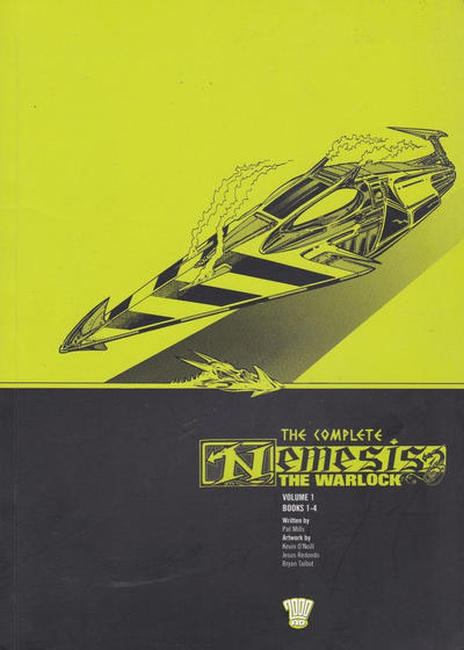 THE COMPLETE
Nemesis
THE WARLOCK
VOLUME 1
BOOKS 1-4
Written by
Pat Mills
Artwork by
Kevin O'Neill
Jesus Redondo
Bryan Talbot
2000
AD